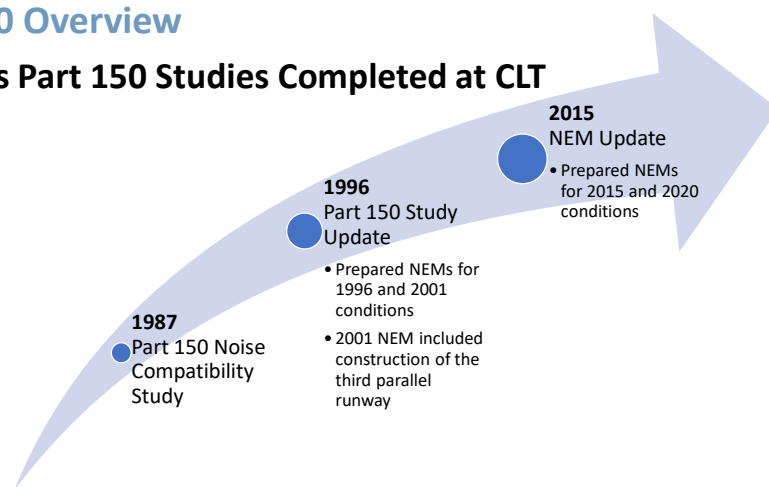 0 Overview
s Part 150 Studies Completed at CLT
2015
NEM Update
• Prepared NEMs
for 2015 and 2020
conditions
1996
Part 150 Study
Update
• Prepared NEMs for
1996 and 2001
conditions
• 2001 NEM included
construction of the
third parallel
runway
1987
Part 150 Noise
Compatibility
Study